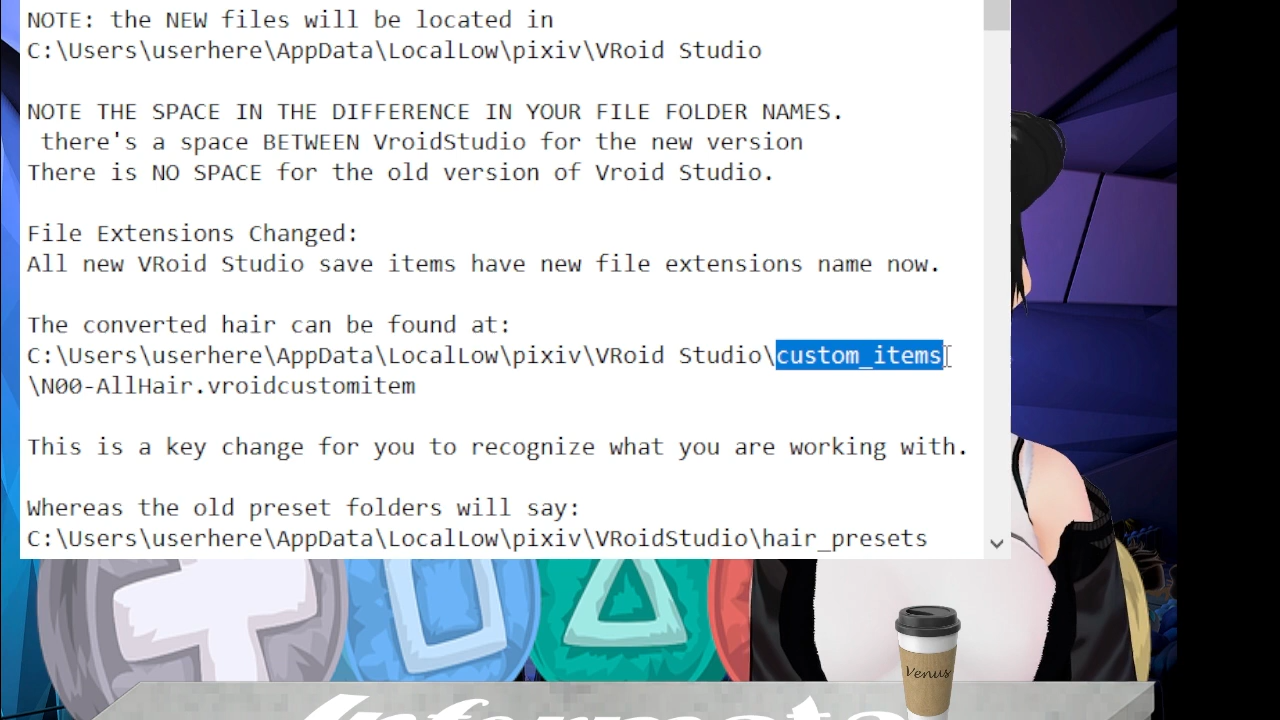 NOTE: the NEW files will be located in
C:\Users\userhere\AppData\LocalLow\pixiv\VRoid Studio
NOTE THE SPACE IN THE DIFFERENCE IN YOUR FILE FOLDER NAMES.
there's a space BETWEEN VroidStudio for the new version
There is NO SPACE for the old version of Vroid Studio.
File Extensions Changed:
All new VRoid Studio save items have new file extensions name now.
The converted hair can be found at:
C:\Users\userhere\AppData\LocalLow\pixiv\VRoid Studio\custom_items
\N00-AllHair.vroidcustomitem
This is a key change for you to recognize what you are working with.
Whereas the old preset folders will say:
C:\Users\userhere\AppData\LocalLow\pixiv\VRoidStudio\hair_presets
Venus